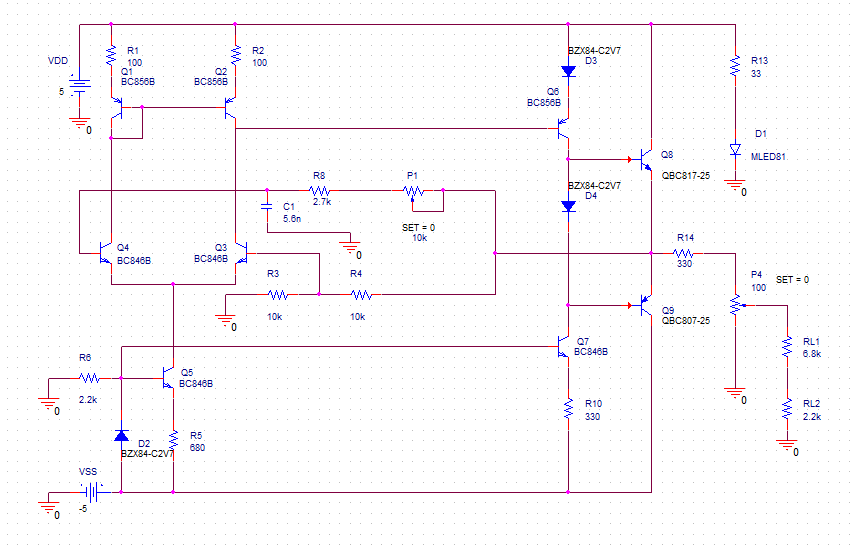 BZX84-C2V7
D3
R1
100
R2
100
R13
33
VDD
5
0
Q1
BC856B
Q2
BC856B
Q6
BC856B
D1
MLED81
0
Q8
QBC817-25
R8
2.7k
P1
SET = 0
10k
BZX84-C2V7
D4
C1
5.6n
0
Q4
BC846B
Q3
BC846B
R14
330
P4
100
SET = 0
R3
10k
R4
10k
0
Q9
QBC807-25
Q7
BC846B
RL1
6.8k
R6
2.2k
0
Q5
BC846B
R10
330
0
RL2
2.2k
0
D2
BZX84-C2V7
R5
680
VSS
-5
0